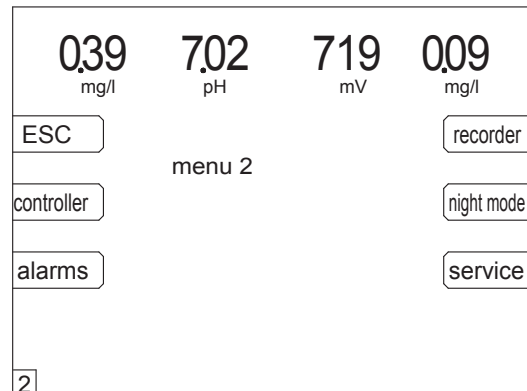 0.39 7.02 719 0.09
mg/l pH mV mg/l
ESC recorder
menu 2
controller night mode
alarms service
2